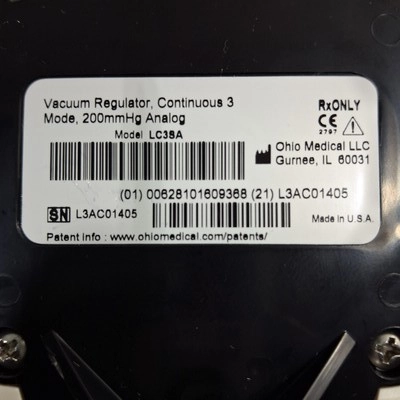 Vacuum Regulator, Continuous 3
Mode, 200mmHg Analog
Model LC3SA
RxONLY
CE
2797
Ohio Medical LLC
Gurnee, IL 60031
(01) 00628101609368 (21) L3AC01405
SN L3AC01405
Made in U.S.A.
Patent info : www.ohiomedical.com/patents/